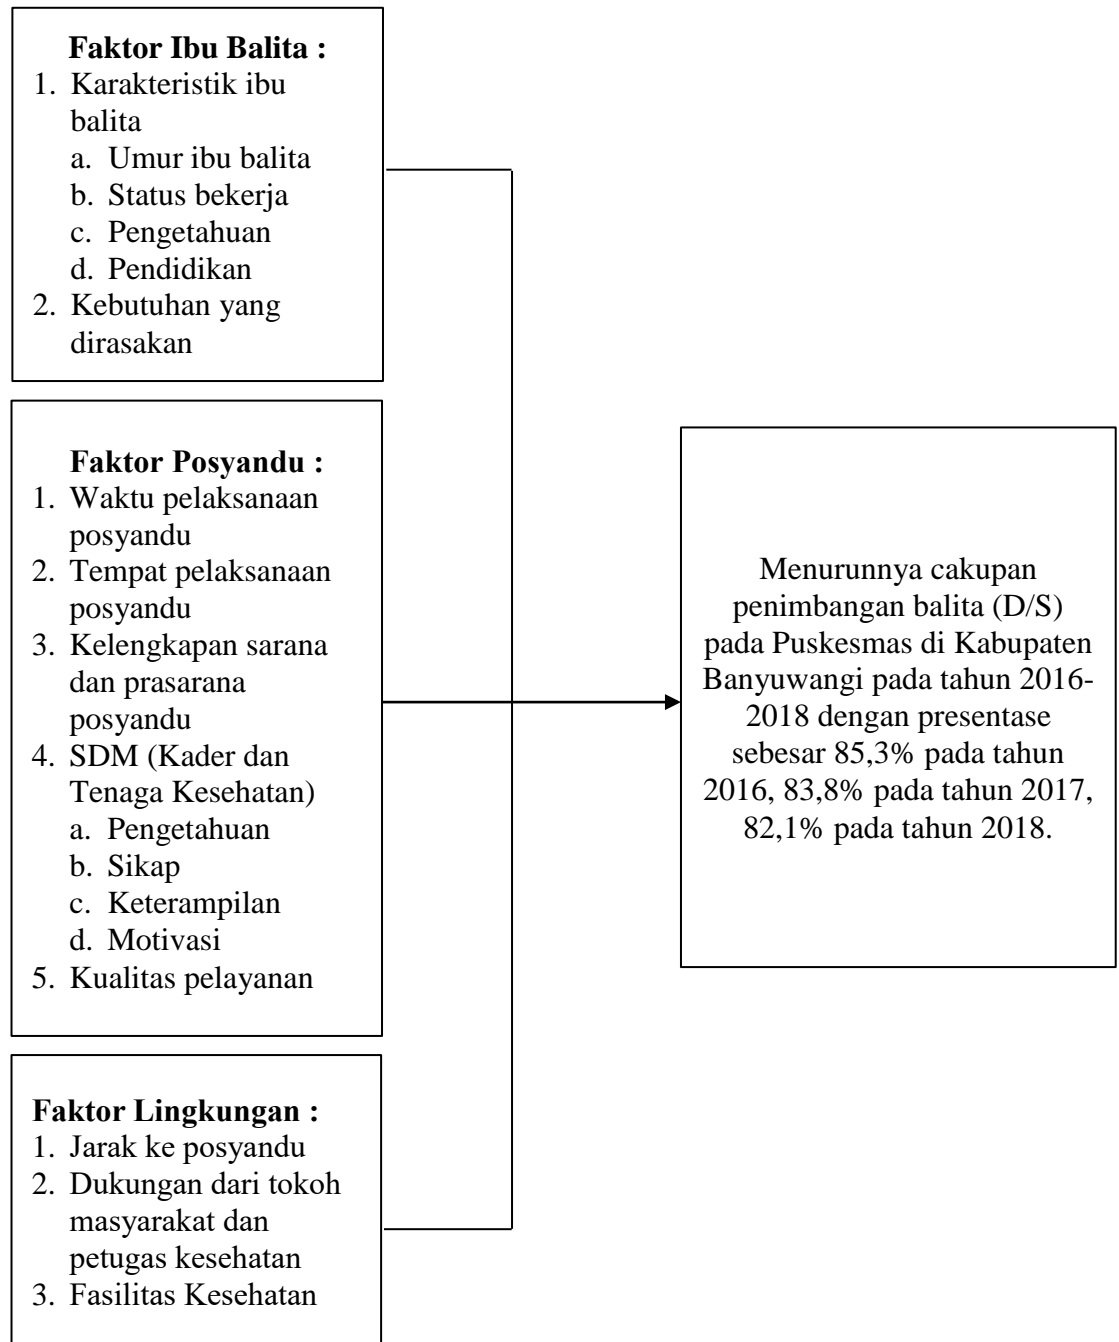 Faktor Ibu Balita :
1. Karakteristik ibu
balita
a. Umur ibu balita
b. Status bekerja
c. Pengetahuan
d. Pendidikan
2. Kebutuhan yang
dirasakan
Faktor Posyandu :
1. Waktu pelaksanaan
posyandu
2. Tempat pelaksanaan
posyandu
3. Kelengkapan sarana
dan prasarana
posyandu
4. SDM (Kader dan
Tenaga Kesehatan)
a. Pengetahuan
b. Sikap
c. Keterampilan
d. Motivasi
5. Kualitas pelayanan
Faktor Lingkungan :
1. Jarak ke posyandu
2. Dukungan dari tokoh
masyarakat dan
petugas kesehatan
3. Fasilitas Kesehatan
Menurunnya cakupan
penimbangan balita (D/S)
pada Puskesmas di Kabupaten
Banyuwangi pada tahun 2016-
2018 dengan presentase
sebesar 85,3% pada tahun
2016, 83,8% pada tahun 2017,
82,1% pada tahun 2018.